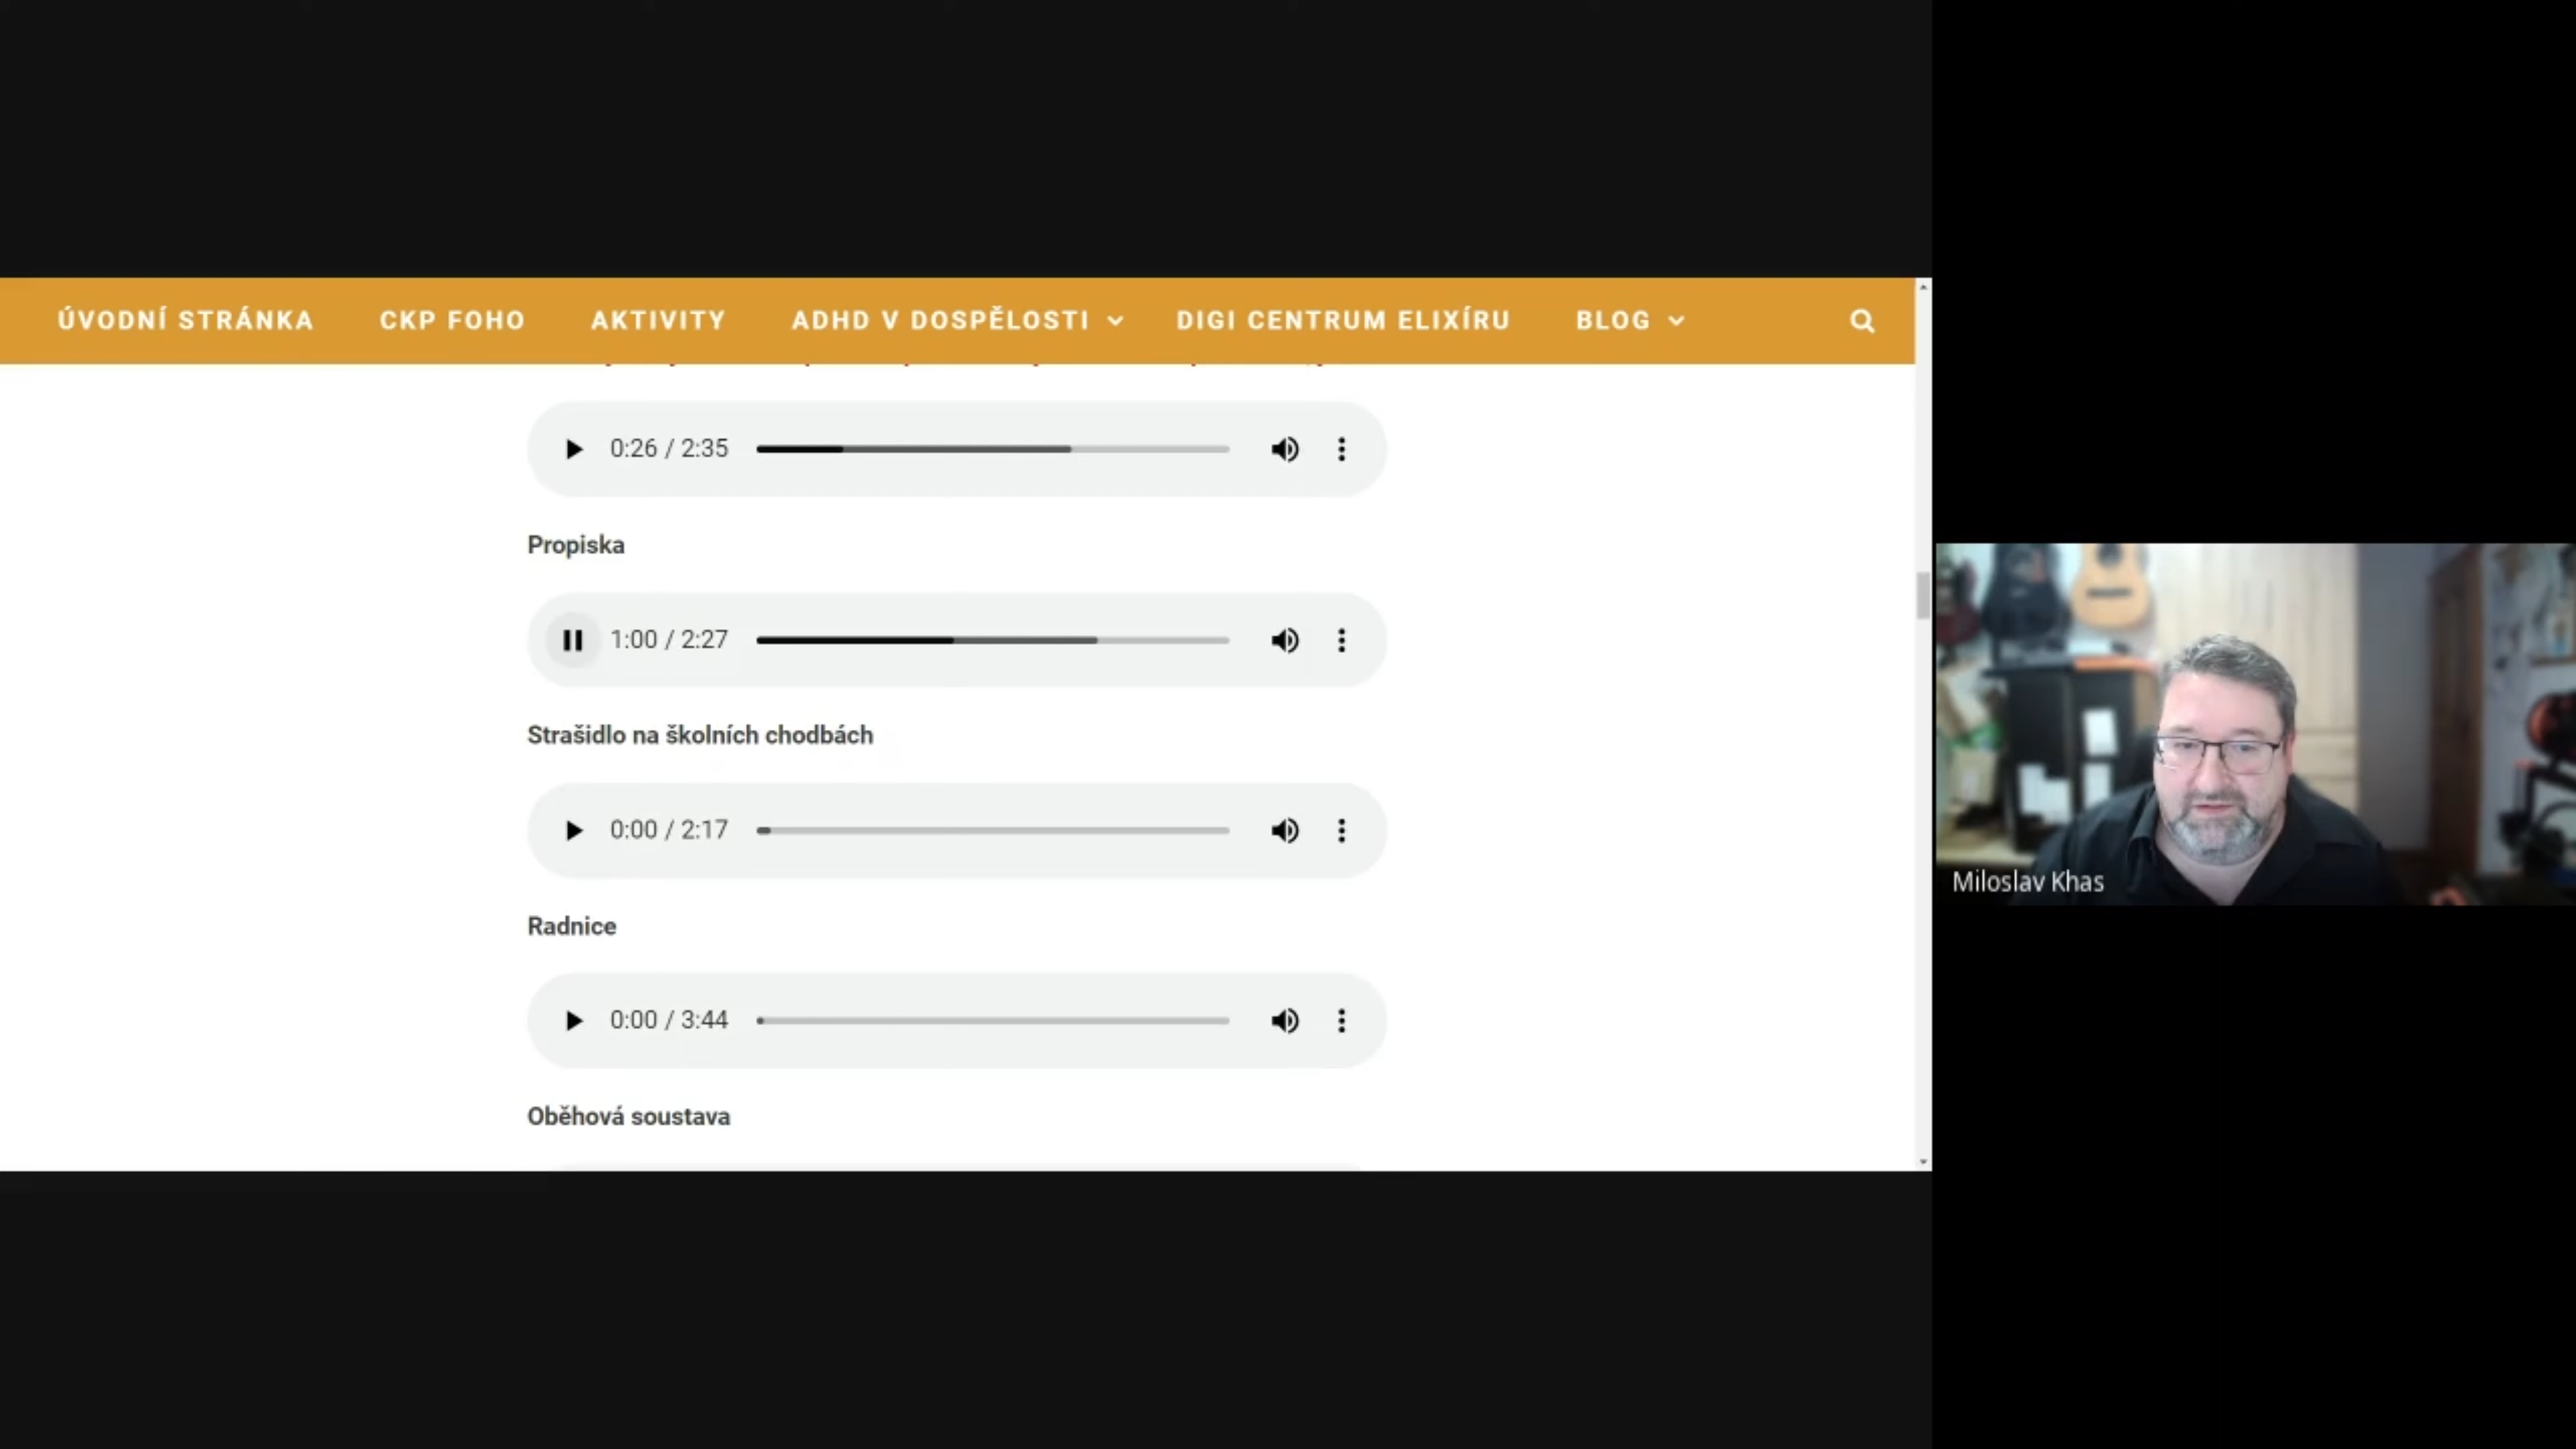 ÚVODNÍ STRÁNKA CKP FOHO AKTIVITY ADHD V DOSPĚLOSTI DIGI CENTRUM ELIXÍRU BLOG
0:26 / 2:35
Propiska
1:00 / 2:27
Strašidlo na školních chodbách
0:00 / 2:17
Radnice
0:00 / 3:44
Oběhová soustava
Miloslav Khas